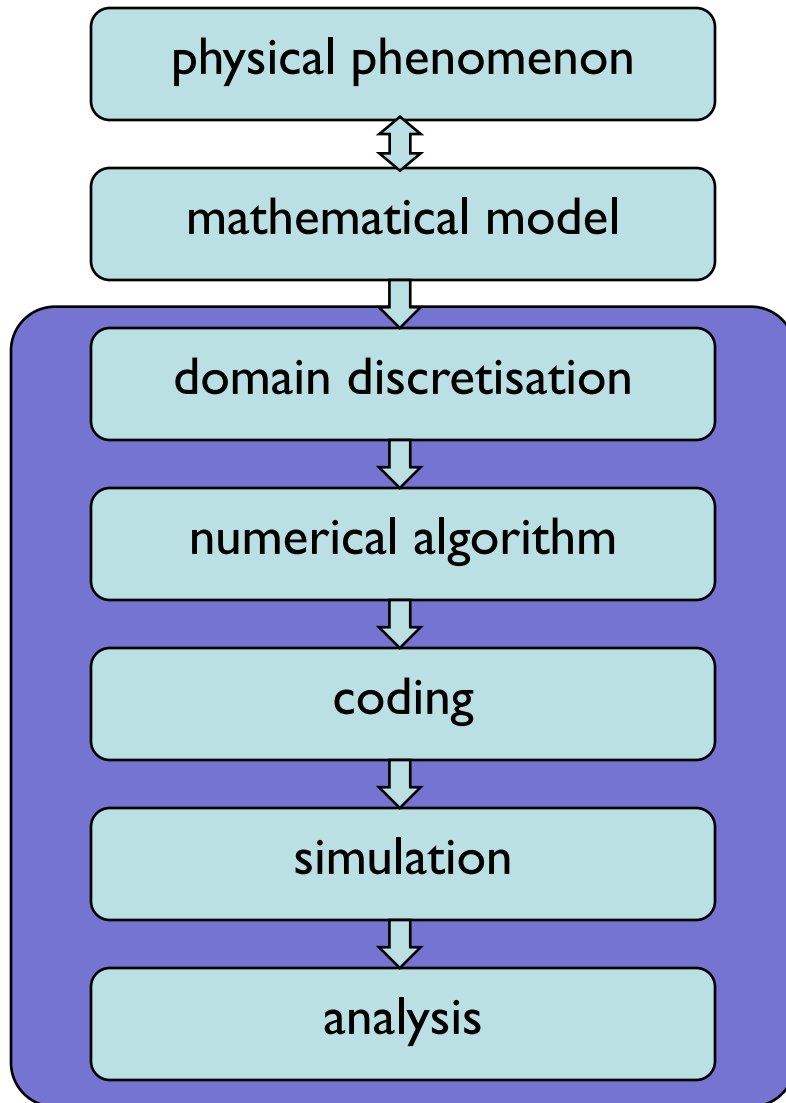 physical phenomenon
mathematical model
domain discretisation
numerical algorithm
coding
simulation
analysis